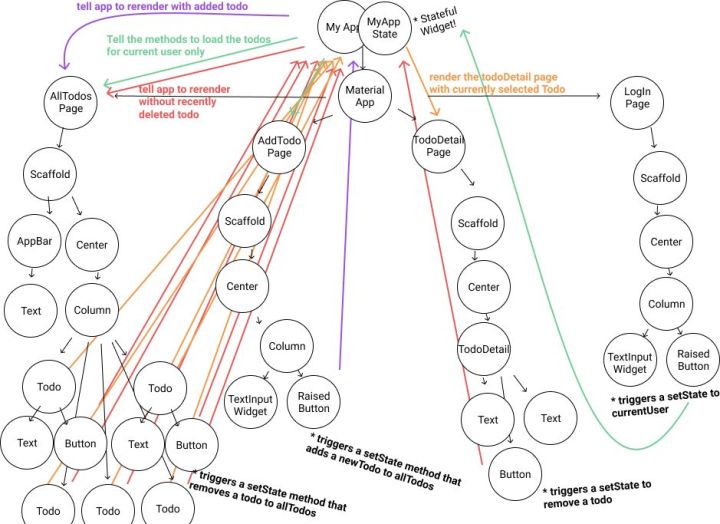 tell app to rerender with added todo
Tell the methods to load the todos
for current user only
tell app to rerender
without recently
deleted todo
My App
MyApp
State
* Stateful
Widget!
render the todoDetail page
with currently selected Todo
AllTodos
Page
Material
App
LogIn
Page
AddTodo
Page
TodoDetail
Page
Scaffold
Scaffold
Scaffold
Scaffold
AppBar
Center
Center
Center
Center
Text
Column
Column
TodoDetail
Column
Todo
Todo
TextInput
Widget
Raised
Button
TextInput
Widget
Raised
Button
Text
Button
Text
Button
Text
Text
Button
Todo
Todo
Todo
* triggers a setState method that
adds a newTodo to allTodos
* triggers a setState method that
removes a todo to allTodos
* triggers a setState to
remove a todo
* triggers a setState to
currentUser